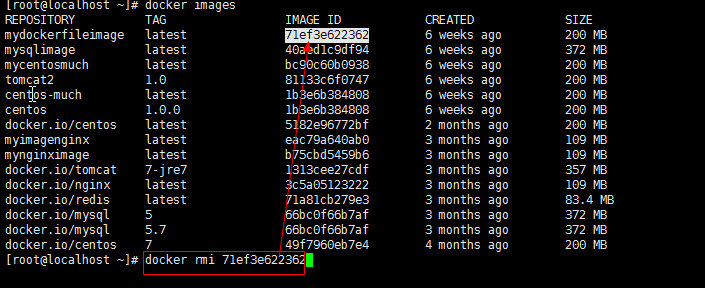 [root@localhost ~]# docker images
REPOSITORY TAG IMAGE ID CREATED SIZE
mydockerfileimage latest 71ef3e622362 6 weeks ago 200 MB
mysqlimage latest 40aed1c9df94 6 weeks ago 372 MB
mycentosmuch latest bc90c60b0938 6 weeks ago 200 MB
tomcat2 1.0 81133c6f0747 6 weeks ago 200 MB
centos-much latest 1b3e6b384808 6 weeks ago 200 MB
centos 1.0.0 1b3e6b384808 6 weeks ago 200 MB
docker.io/centos latest 5182e96772bf 2 months ago 200 MB
myimagenginx latest eac79a640ab0 3 months ago 109 MB
mynginximage latest b75cbd5459b6 3 months ago 109 MB
docker.io/tomcat 7-jre7 1313cee27cdf 3 months ago 357 MB
docker.io/nginx latest 3c5a05123222 3 months ago 109 MB
docker.io/redis latest 71a81cb279e3 3 months ago 83.4 MB
docker.io/mysql 5 66bc0f66b7af 3 months ago 372 MB
docker.io/mysql 5.7 66bc0f66b7af 3 months ago 372 MB
docker.io/centos 7 49f7960eb7e4 4 months ago 200 MB
[root@localhost ~]# docker rmi 71ef3e622362